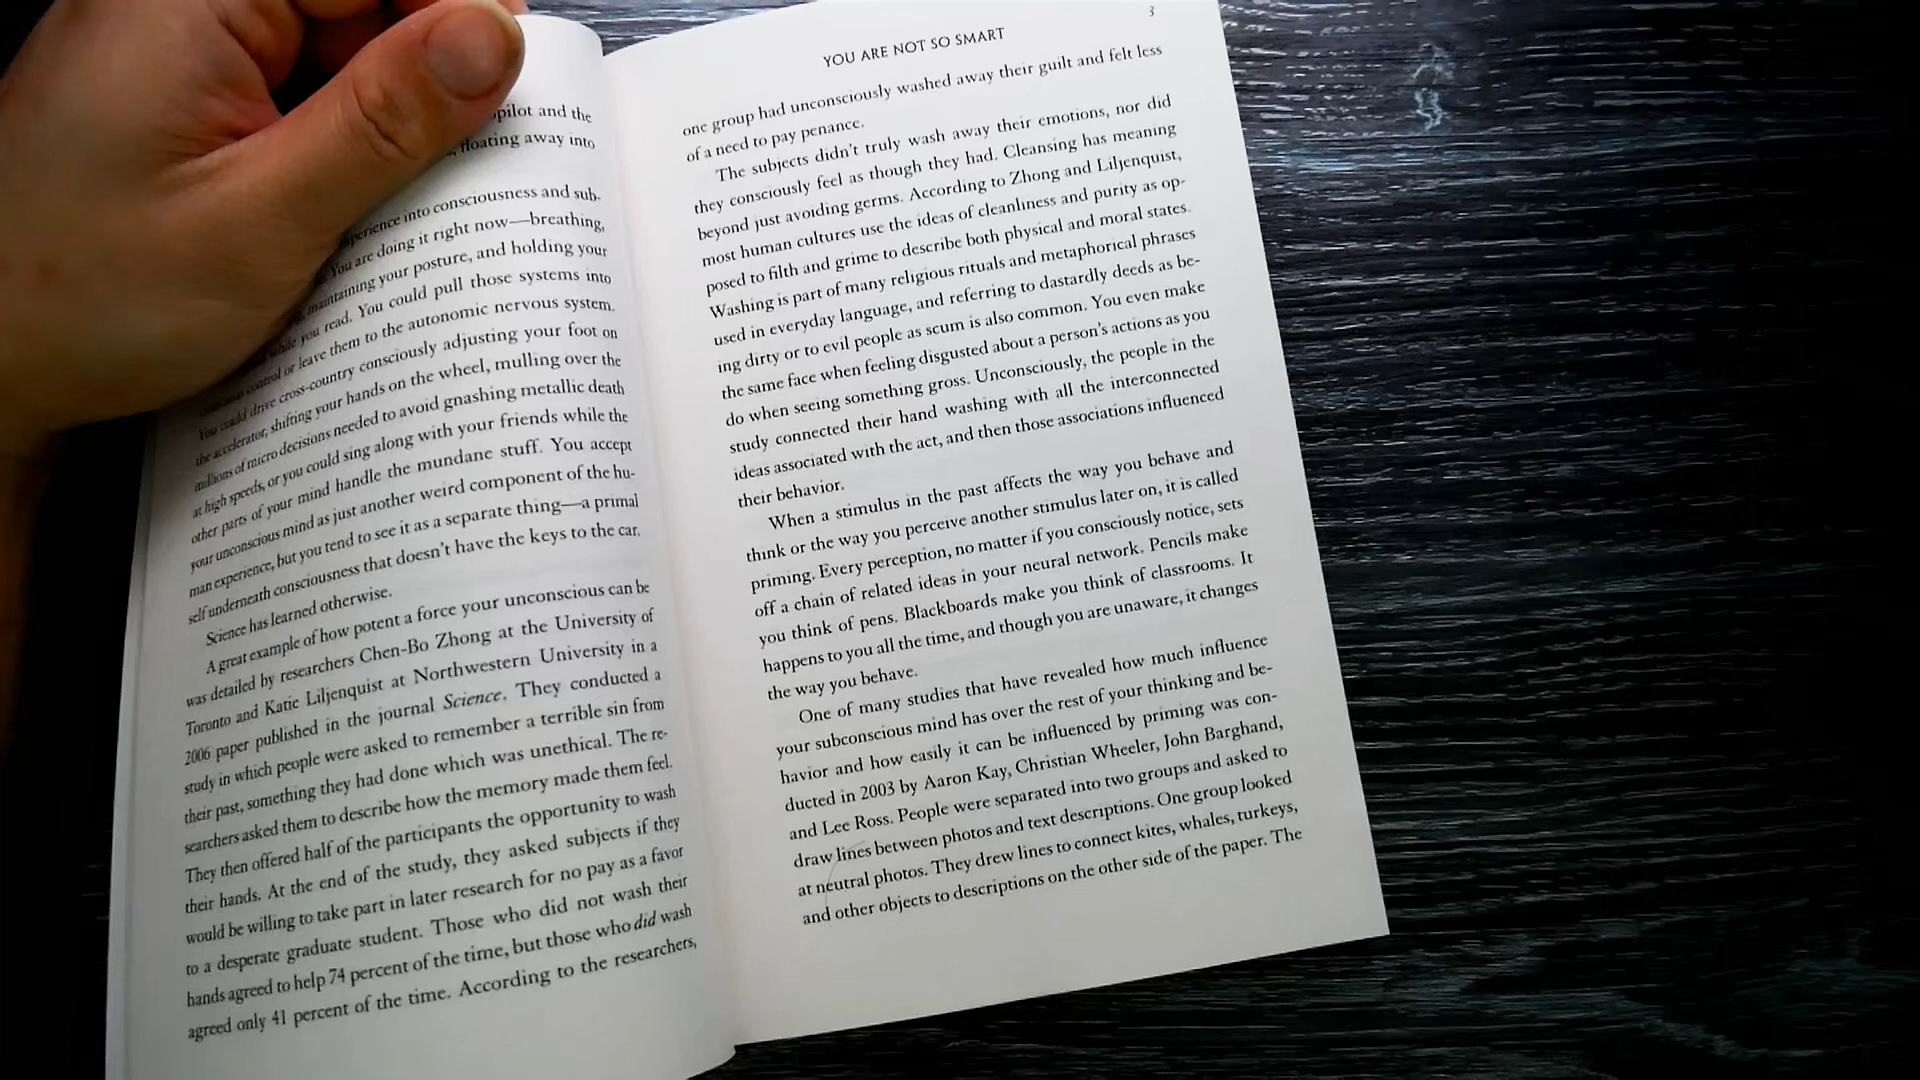 pilot and the
floating away into
experience into consciousness and sub-
You are doing it right now—breathing,
maintaining your posture, and holding your
while you read. You could pull those systems into
control or leave them to the autonomic nervous system.
You could drive cross-country consciously adjusting your foot on
the accelerator, shifting your hands on the wheel, mulling over the
millions of micro decisions needed to avoid gnashing metallic death
at high speeds, or you could sing along with your friends while the
other parts of your mind handle the mundane stuff. You accept
your unconscious mind as just another weird component of the hu-
man experience, but you tend to see it as a separate thing—a primal
self underneath consciousness that doesn't have the keys to the car.
Science has learned otherwise.
A great example of how potent a force your unconscious can be
was detailed by researchers Chen-Bo Zhong at the University of
Toronto and Katie Liljenquist at Northwestern University in a
2006 paper published in the journal Science. They conducted a
study in which people were asked to remember a terrible sin from
their past, something they had done which was unethical. The re-
searchers asked them to describe how the memory made them feel.
They then offered half of the participants the opportunity to wash
their hands. At the end of the study, they asked subjects if they
would be willing to take part in later research for no pay as a favor
to a desperate graduate student. Those who did not wash their
hands agreed to help 74 percent of the time, but those who did wash
agreed only 41 percent of the time. According to the researchers,
3
YOU ARE NOT SO SMART
one group had unconsciously washed away their guilt and felt less
of a need to pay penance.
The subjects didn't truly wash away their emotions, nor did
they consciously feel as though they had. Cleansing has meaning
beyond just avoiding germs. According to Zhong and Liljenquist,
most human cultures use the ideas of cleanliness and purity as op-
posed to filth and grime to describe both physical and moral states.
Washing is part of many religious rituals and metaphorical phrases
used in everyday language, and referring to dastardly deeds as be-
ing dirty or to evil people as scum is also common. You even make
the same face when feeling disgusted about a person's actions as you
do when seeing something gross. Unconsciously, the people in the
study connected their hand washing with all the interconnected
ideas associated with the act, and then those associations influenced
their behavior.
When a stimulus in the past affects the way you behave and
think or the way you perceive another stimulus later on, it is called
priming. Every perception, no matter if you consciously notice, sets
off a chain of related ideas in your neural network. Pencils make
you think of pens. Blackboards make you think of classrooms. It
happens to you all the time, and though you are unaware, it changes
the way you behave.
One of many studies that have revealed how much influence
your subconscious mind has over the rest of your thinking and be-
havior and how easily it can be influenced by priming was con-
ducted in 2003 by Aaron Kay, Christian Wheeler, John Barghand,
and Lee Ross. People were separated into two groups and asked to
draw lines between photos and text descriptions. One group looked
at neutral photos. They drew lines to connect kites, whales, turkeys,
and other objects to descriptions on the other side of the paper. The